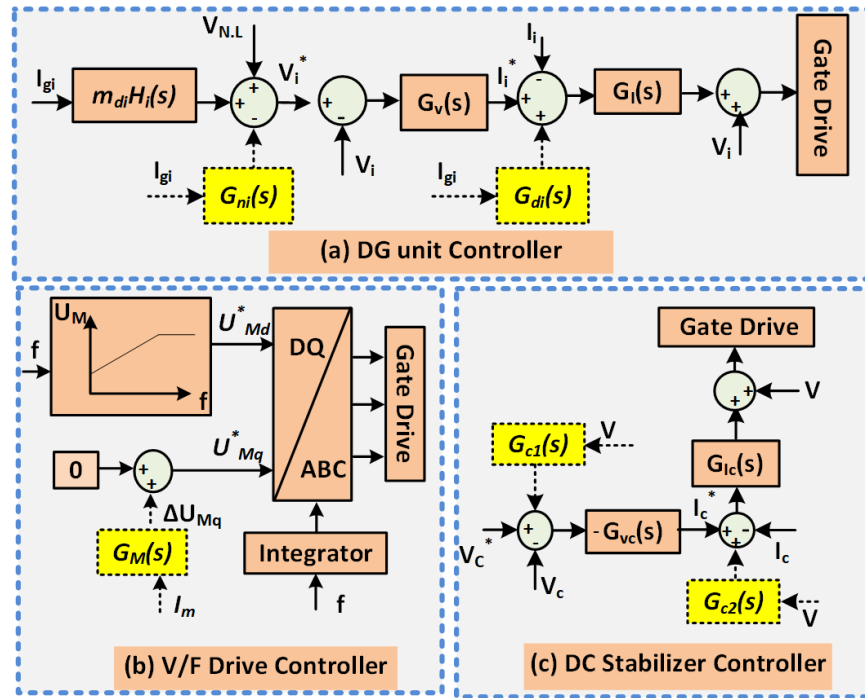 V_N.L
I_i
I_gi
m_diH_i(s)
+
+
-
V_i*
+
-
V_i
G_v(s)
I_i*
-
+
+
G_I(s)
+
+
V_i
Gate Drive
I_gi
G_ni(s)
I_gi
G_di(s)
(a) DG unit Controller
U_M
f
f
U*_Md
DQ
ABC
Gate Drive
0
+
+
U*_Mq
ΔU_Mq
G_M(s)
I_m
Integrator
f
(b) V/F Drive Controller
Gate Drive
+
+
V
G_c1(s)
V
G_Ic(s)
V_C*
+
-
V_c
-G_vc(s)
I_c*
+
-
+
I_c
G_c2(s)
V
(c) DC Stabilizer Controller